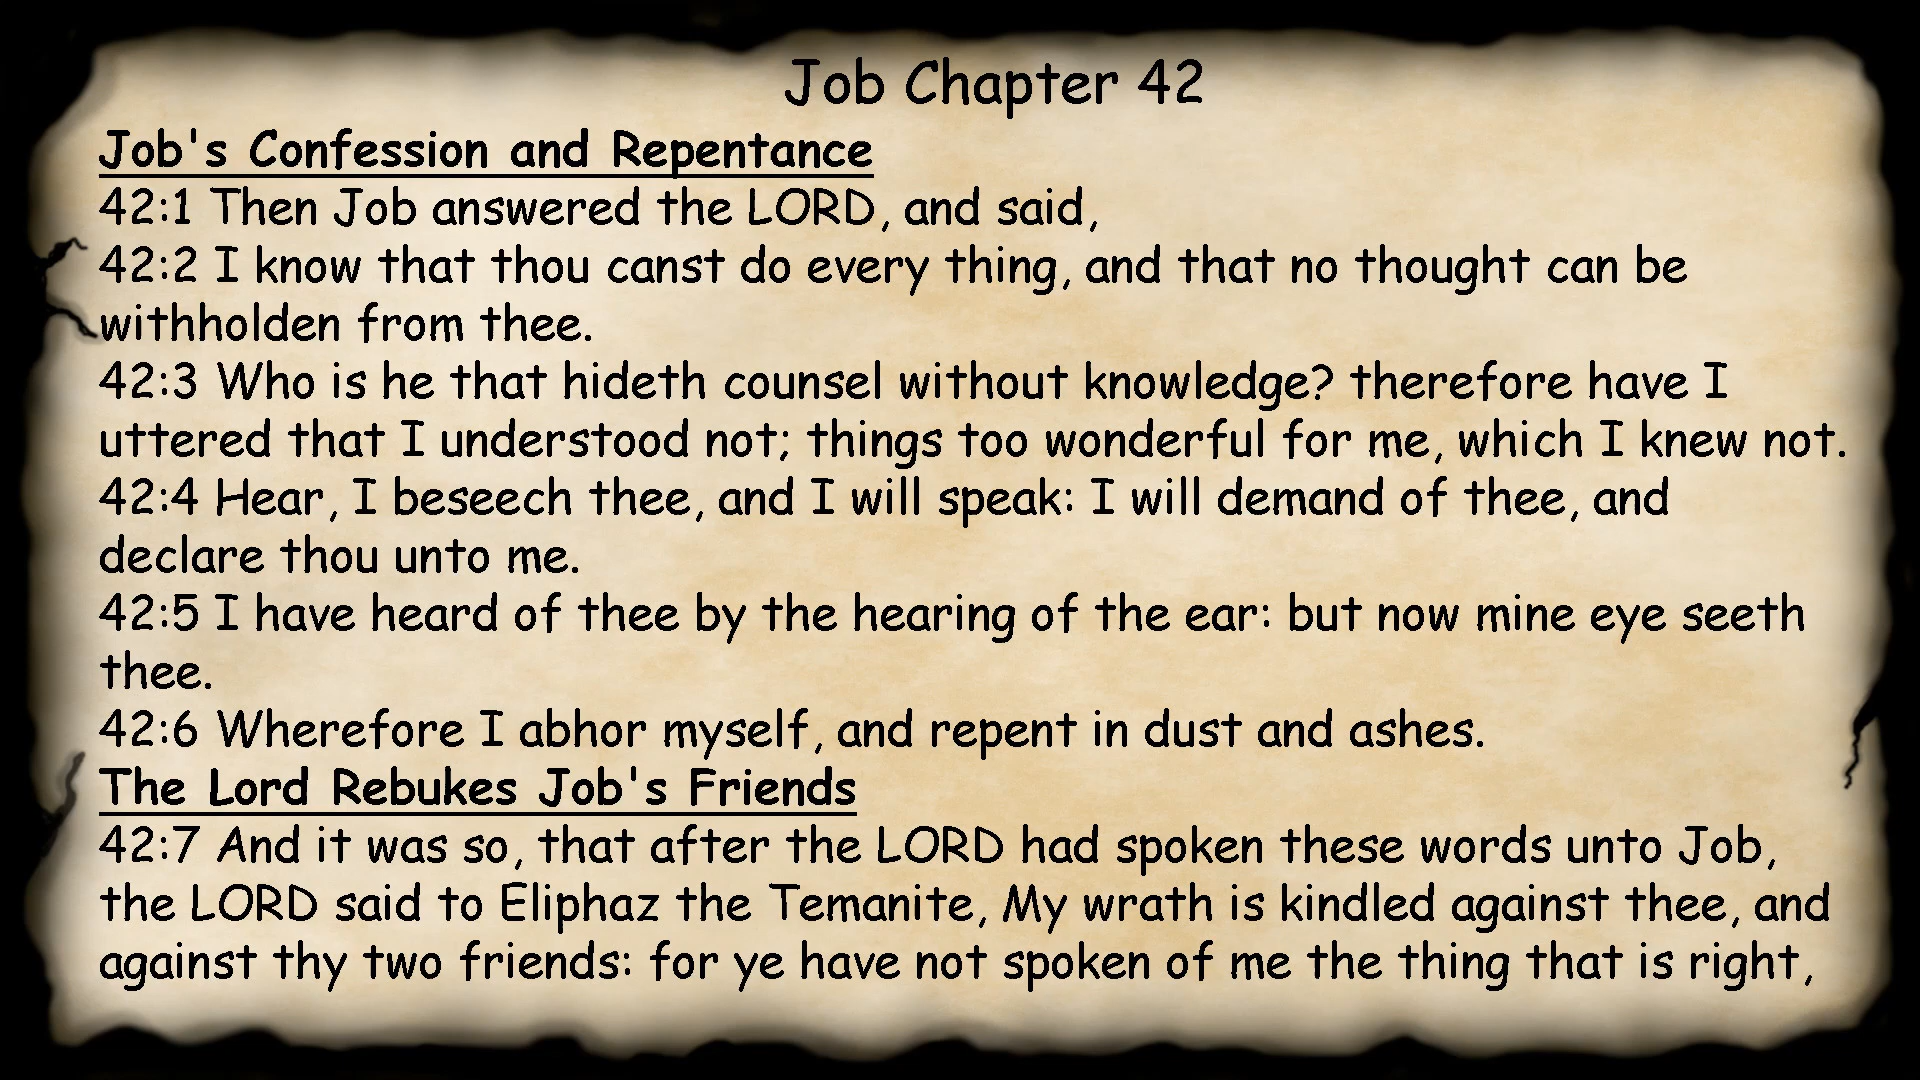 Job Chapter 42
Job's Confession and Repentance
42:1 Then Job answered the LORD, and said,
42:2 I know that thou canst do every thing, and that no thought can be
withholden from thee.
42:3 Who is he that hideth counsel without knowledge? therefore have I
uttered that I understood not; things too wonderful for me, which I knew not.
42:4 Hear, I beseech thee, and I will speak: I will demand of thee, and
declare thou unto me.
42:5 I have heard of thee by the hearing of the ear: but now mine eye seeth
thee.
42:6 Wherefore I abhor myself, and repent in dust and ashes.
The Lord Rebukes Job's Friends
42:7 And it was so, that after the LORD had spoken these words unto Job,
the LORD said to Eliphaz the Temanite, My wrath is kindled against thee, and
against thy two friends: for ye have not spoken of me the thing that is right,